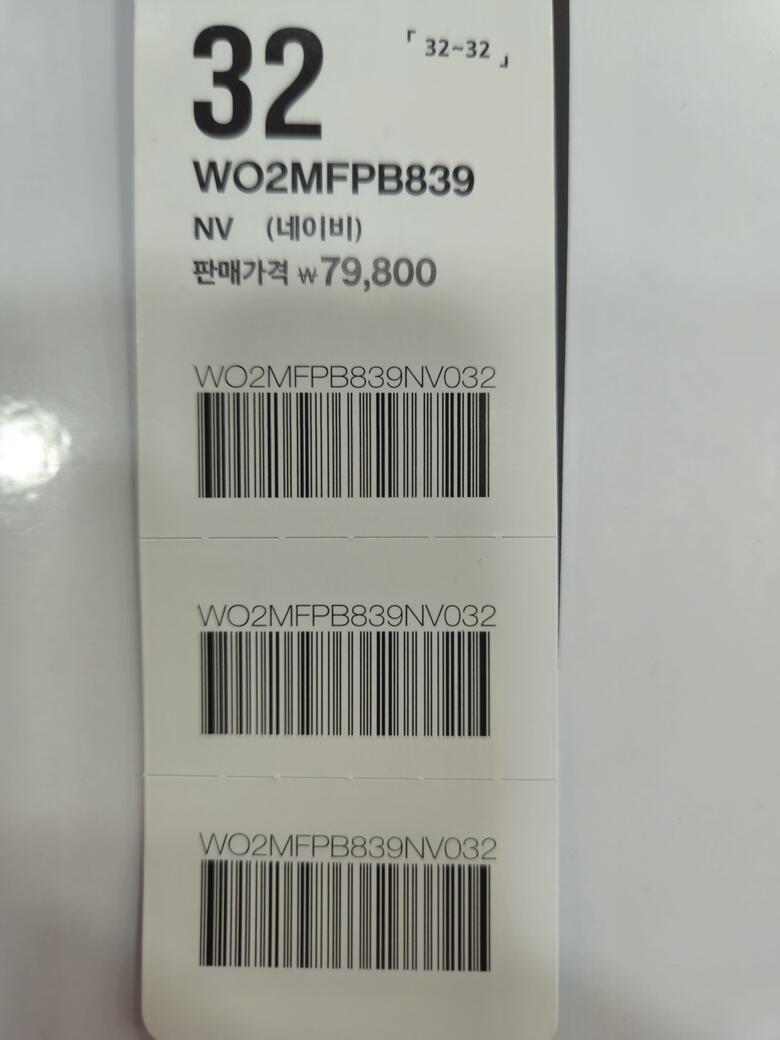 32 「 32~32 」
WO2MFPB839
NV (네이비)
판매가격 ₩79,800
WO2MFPB839NV032
WO2MFPB839NV032
WO2MFPB839NV032